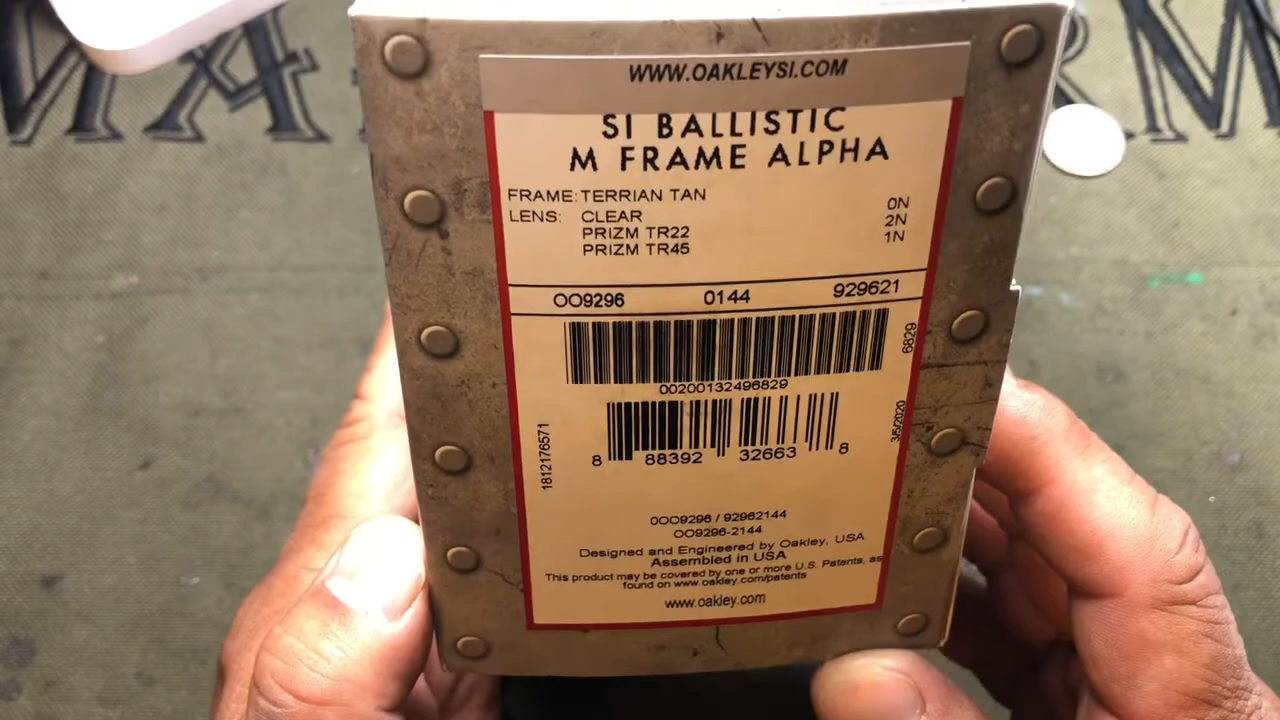 WWW.OAKLEYSI.COM
SI BALLISTIC
M FRAME ALPHA
FRAME: TERRIAN TAN
LENS: CLEAR 0N
PRIZM TR22 2N
PRIZM TR45 1N
OO9296 0144 929621
6829
00200132496829
3/5/2020
1812176571
8 88392 32663 8
0OO9296 / 92962144
OO9296-2144
Designed and Engineered by Oakley, USA
Assembled in USA
This product may be covered by one or more U.S. Patents, as
found on www.oakley.com/patents
www.oakley.com